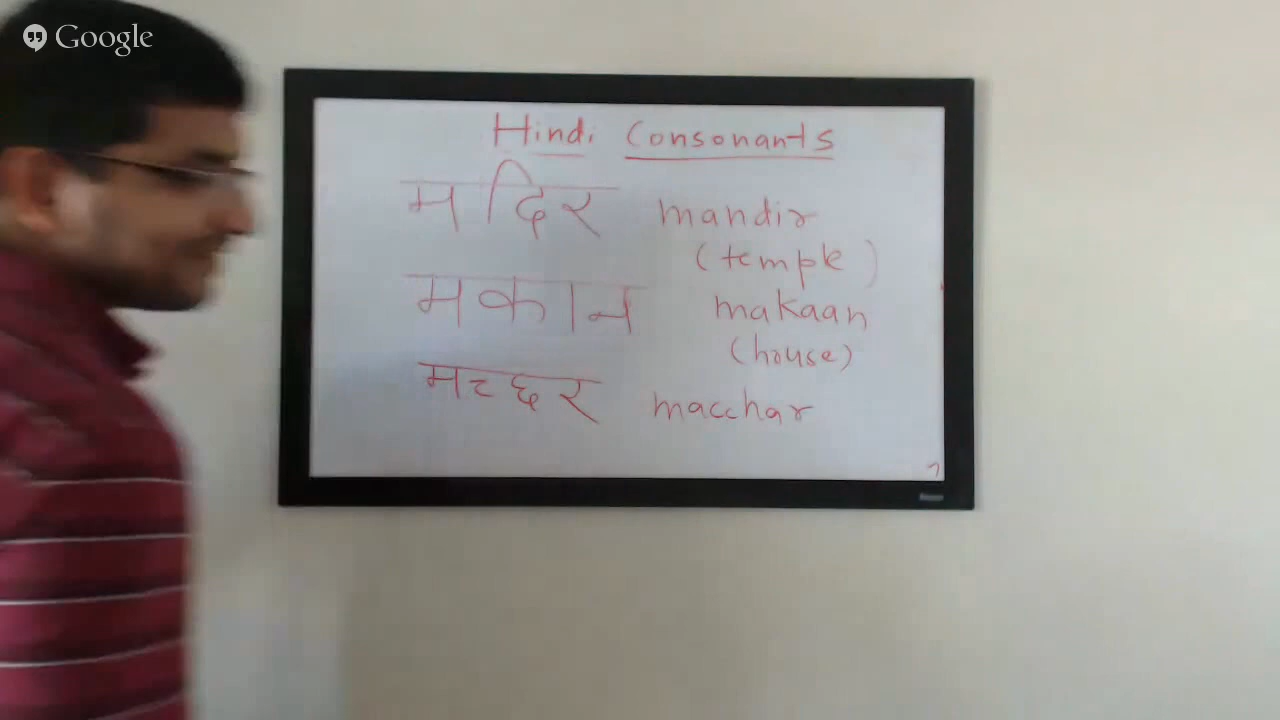 Google
Hindi Consonants
मदिर mandir
(temple)
मकान makaan
(house)
मच्छर macchar